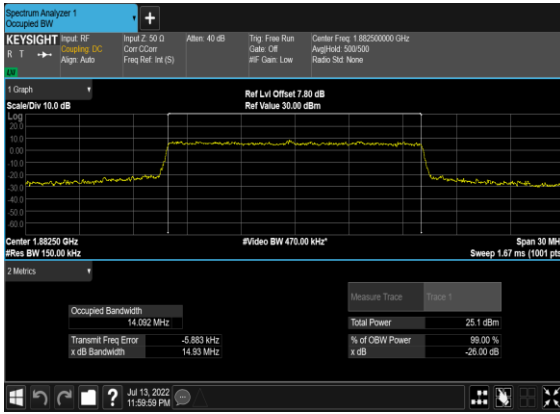 Spectrum Analyzer 1
Occupied BW
KEYSIGHT Input: RF Input Z: 50 Ω Atten: 40 dB Trig: Free Run Center Freq: 1.882500000 GHz
R T Coupling: DC Corr CCorr Gate: Off Avg|Hold: 500/500
Align: Auto Freq Ref: Int (S) #IF Gain: Low Radio Std: None
LW
1 Graph
Ref Lvl Offset 7.80 dB
Scale/Div 10.0 dB Ref Value 30.00 dBm
Log
20.0
10.0
0.00
-10.0
-20.0
-30.0
-40.0
-50.0
-60.0
Center 1.88250 GHz #Video BW 470.00 kHz* Span 30 MH
#Res BW 150.00 kHz Sweep 1.67 ms (1001 pts
2 Metrics
Measure Trace Trace 1
Occupied Bandwidth
14.092 MHz Total Power 25.1 dBm
Transmit Freq Error -5.883 kHz % of OBW Power 99.00 %
x dB Bandwidth 14.93 MHz x dB -26.00 dB
Jul 13, 2022
11:59:59 PM